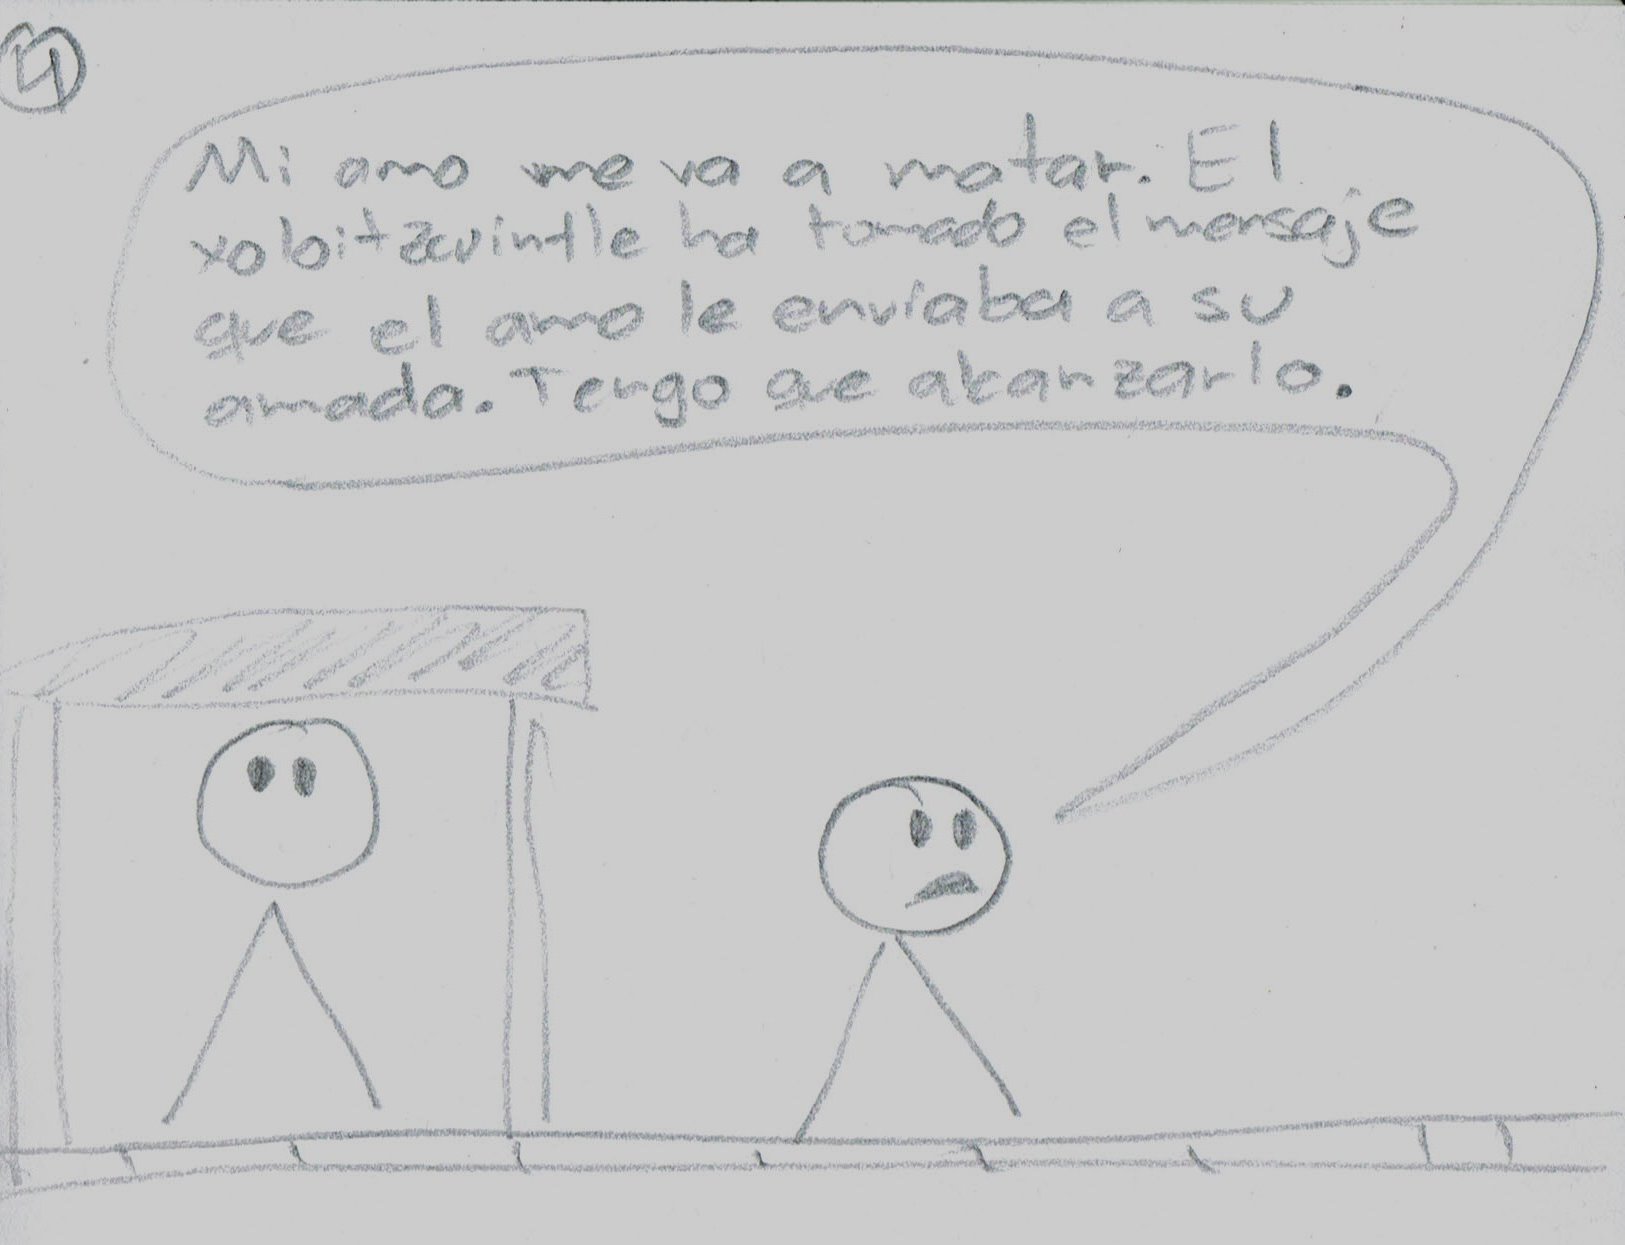 4
Mi amo me va a matar. El
xoloitzcuintle ha tomado el mensaje
que el amo le enviaba a su
amada. Tengo que alcanzarlo.